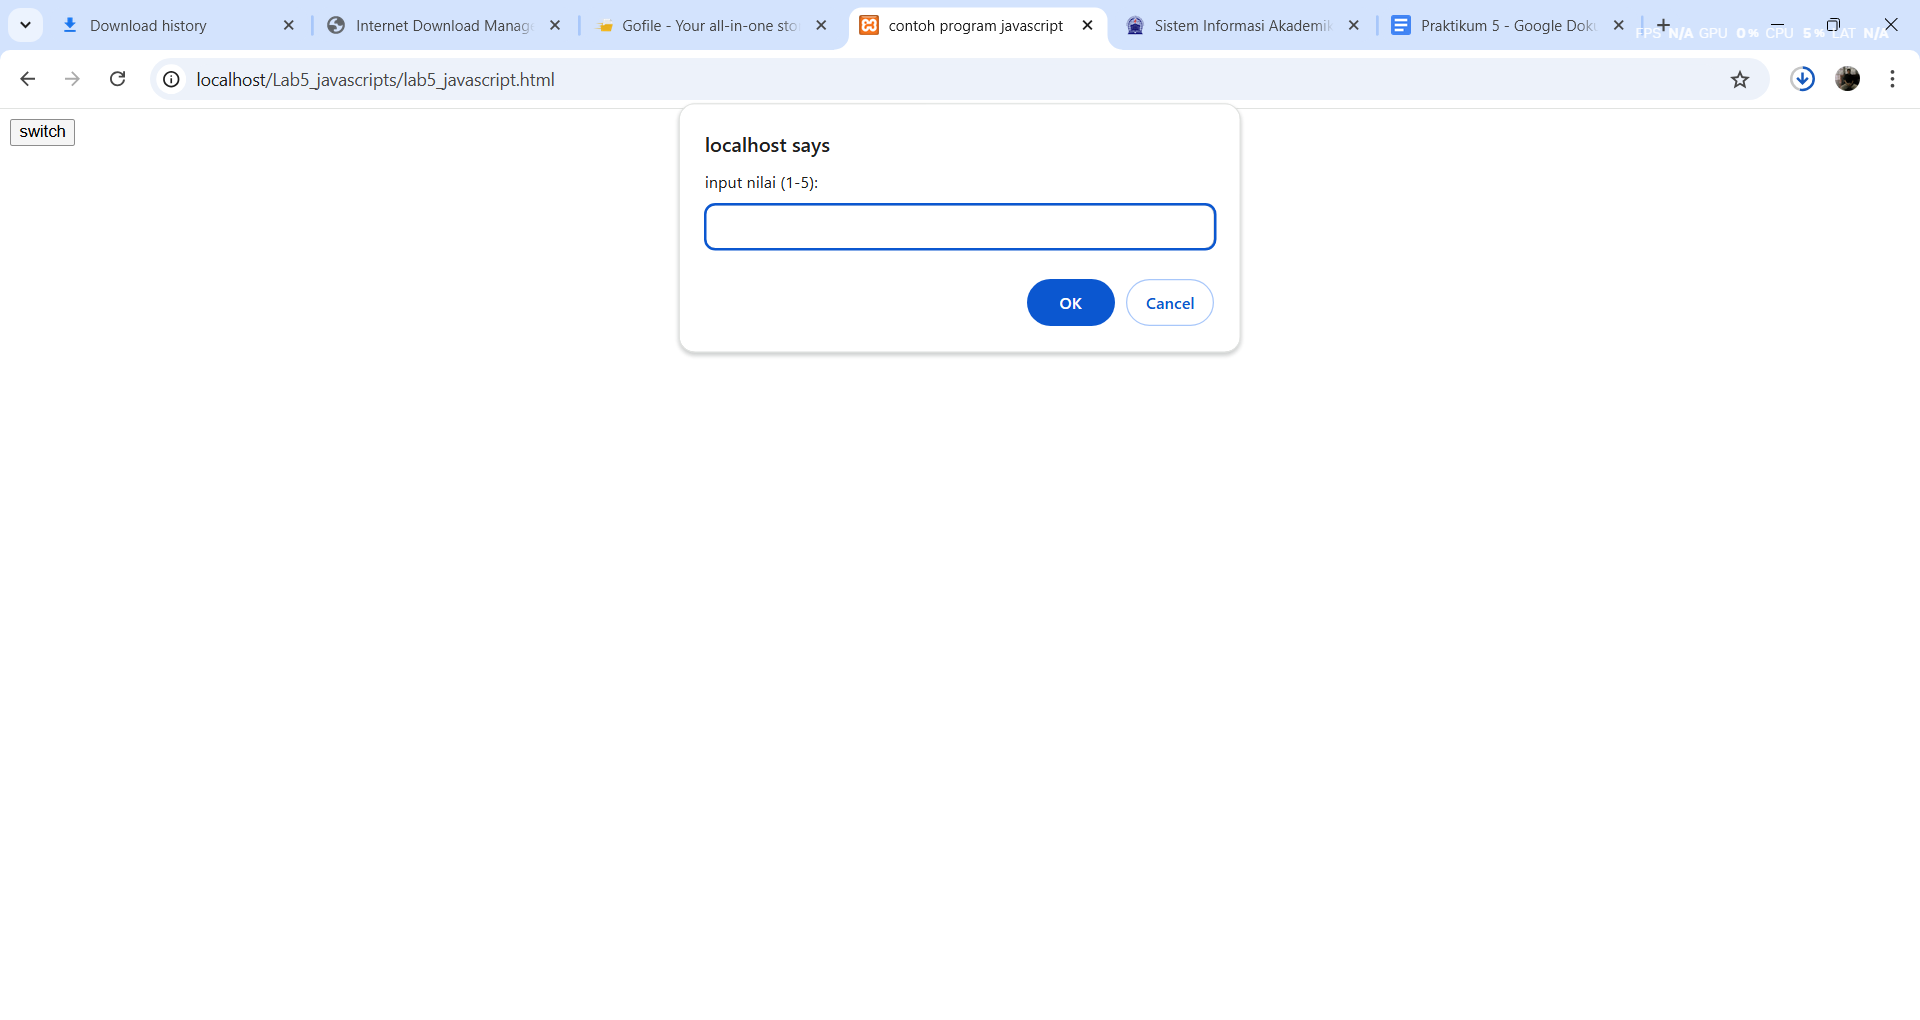 Download history
Internet Download Manag
Gofile - Your all-in-one sto
contoh program javascript
Sistem Informasi Akademik
Praktikum 5 - Google Dok
FPS N/A GPU 0% CPU 5% LAT N/A
localhost/Lab5_javascripts/lab5_javascript.html
switch
localhost says
input nilai (1-5):
OK
Cancel